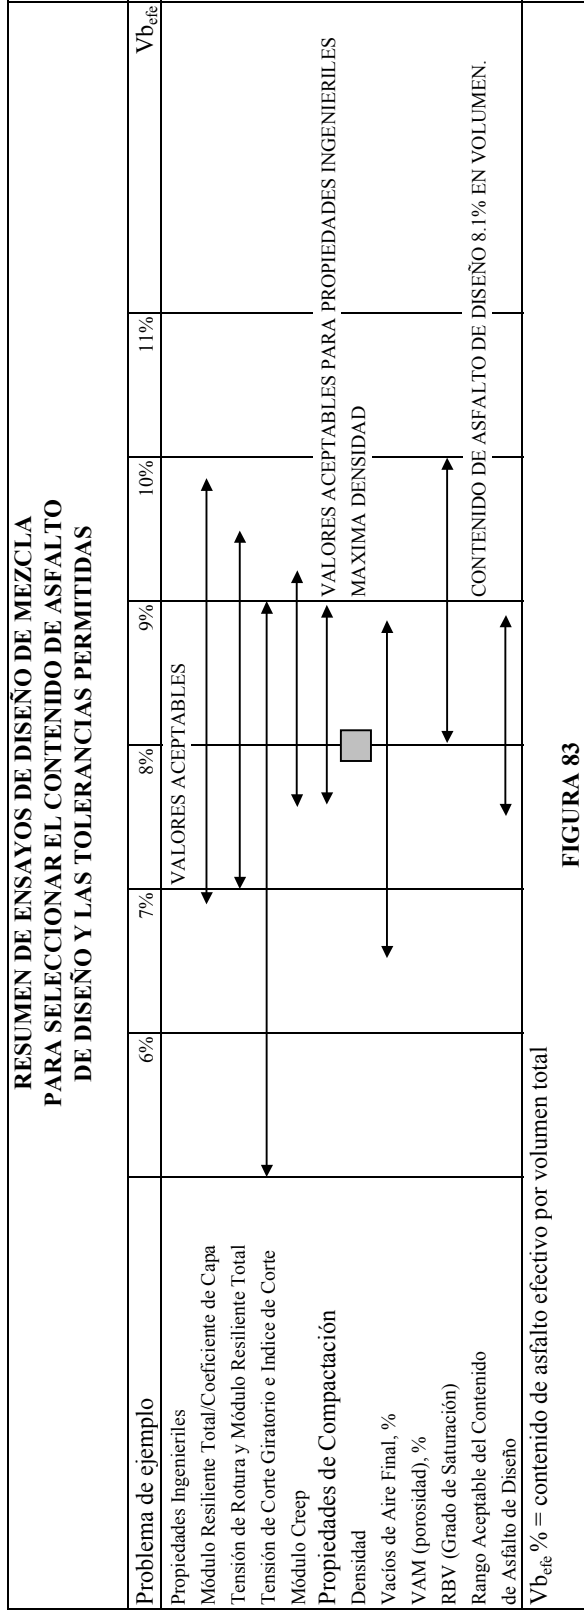 RESUMEN DE ENSAYOS DE DISEÑO DE MEZCLA
PARA SELECCIONAR EL CONTENIDO DE ASFALTO
DE DISEÑO Y LAS TOLERANCIAS PERMITIDAS
Problema de ejemplo 6% 7% 8% 9% 10% 11% Vbefe
Propiedades Ingenieriles VALORES ACEPTABLES
Módulo Resiliente Total/Coeficiente de Capa
Tensión de Rotura y Módulo Resiliente Total
Tensión de Corte Giratorio e Indice de Corte
Módulo Creep
Propiedades de Compactación VALORES ACEPTABLES PARA PROPIEDADES INGENIERILES
Densidad MAXIMA DENSIDAD
Vacíos de Aire Final, %
VAM (porosidad), %
RBV (Grado de Saturación)
Rango Aceptable del Contenido CONTENIDO DE ASFALTO DE DISEÑO 8.1% EN VOLUMEN.
de Asfalto de Diseño
Vbefe % = contenido de asfalto efectivo por volumen total
FIGURA 83